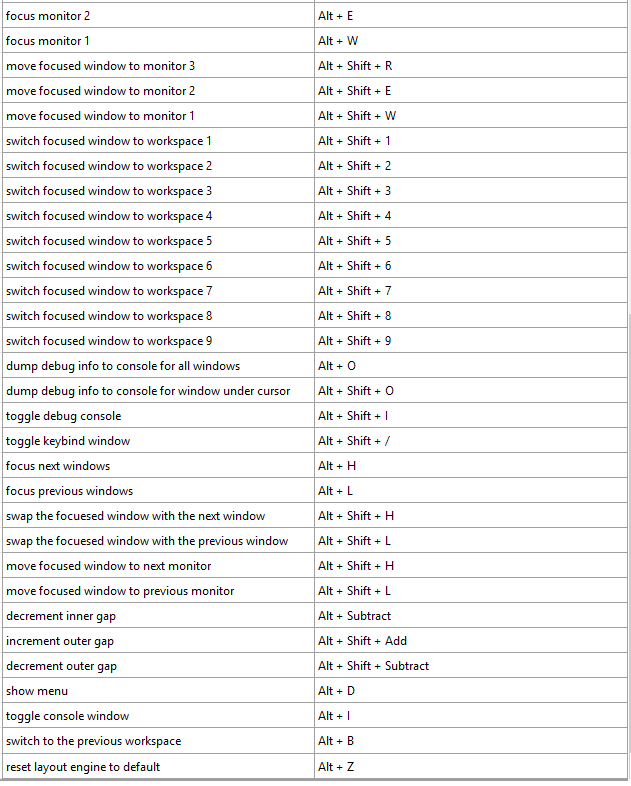 focus monitor 2 Alt + E
focus monitor 1 Alt + W
move focused window to monitor 3 Alt + Shift + R
move focused window to monitor 2 Alt + Shift + E
move focused window to monitor 1 Alt + Shift + W
switch focused window to workspace 1 Alt + Shift + 1
switch focused window to workspace 2 Alt + Shift + 2
switch focused window to workspace 3 Alt + Shift + 3
switch focused window to workspace 4 Alt + Shift + 4
switch focused window to workspace 5 Alt + Shift + 5
switch focused window to workspace 6 Alt + Shift + 6
switch focused window to workspace 7 Alt + Shift + 7
switch focused window to workspace 8 Alt + Shift + 8
switch focused window to workspace 9 Alt + Shift + 9
dump debug info to console for all windows Alt + O
dump debug info to console for window under cursor Alt + Shift + O
toggle debug console Alt + Shift + I
toggle keybind window Alt + Shift + /
focus next windows Alt + H
focus previous windows Alt + L
swap the focuesed window with the next window Alt + Shift + H
swap the focuesed window with the previous window Alt + Shift + L
move focused window to next monitor Alt + Shift + H
move focused window to previous monitor Alt + Shift + L
decrement inner gap Alt + Subtract
increment outer gap Alt + Shift + Add
decrement outer gap Alt + Shift + Subtract
show menu Alt + D
toggle console window Alt + I
switch to the previous workspace Alt + B
reset layout engine to default Alt + Z